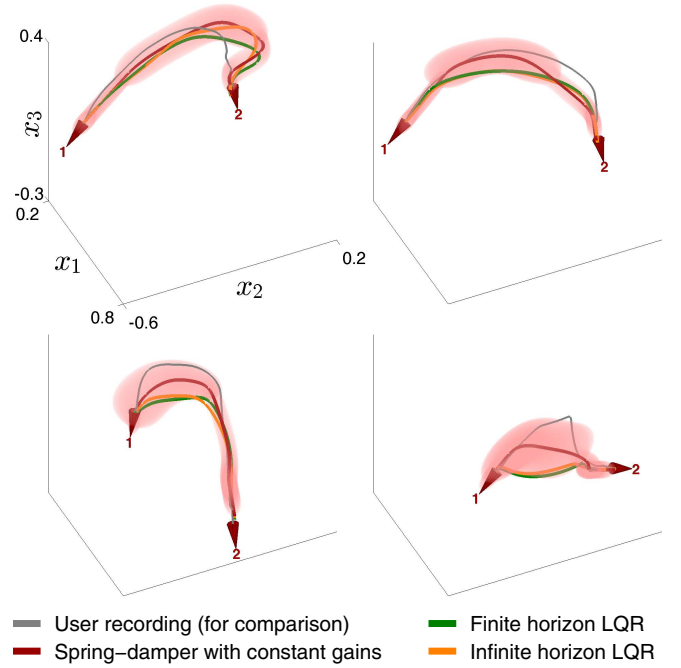 0.4
x3
-0.3
0.2
x1
0.8
-0.6
x2
0.2
1
2
1
2
1
2
1
2
User recording (for comparison)
Finite horizon LQR
Spring−damper with constant gains
Infinite horizon LQR